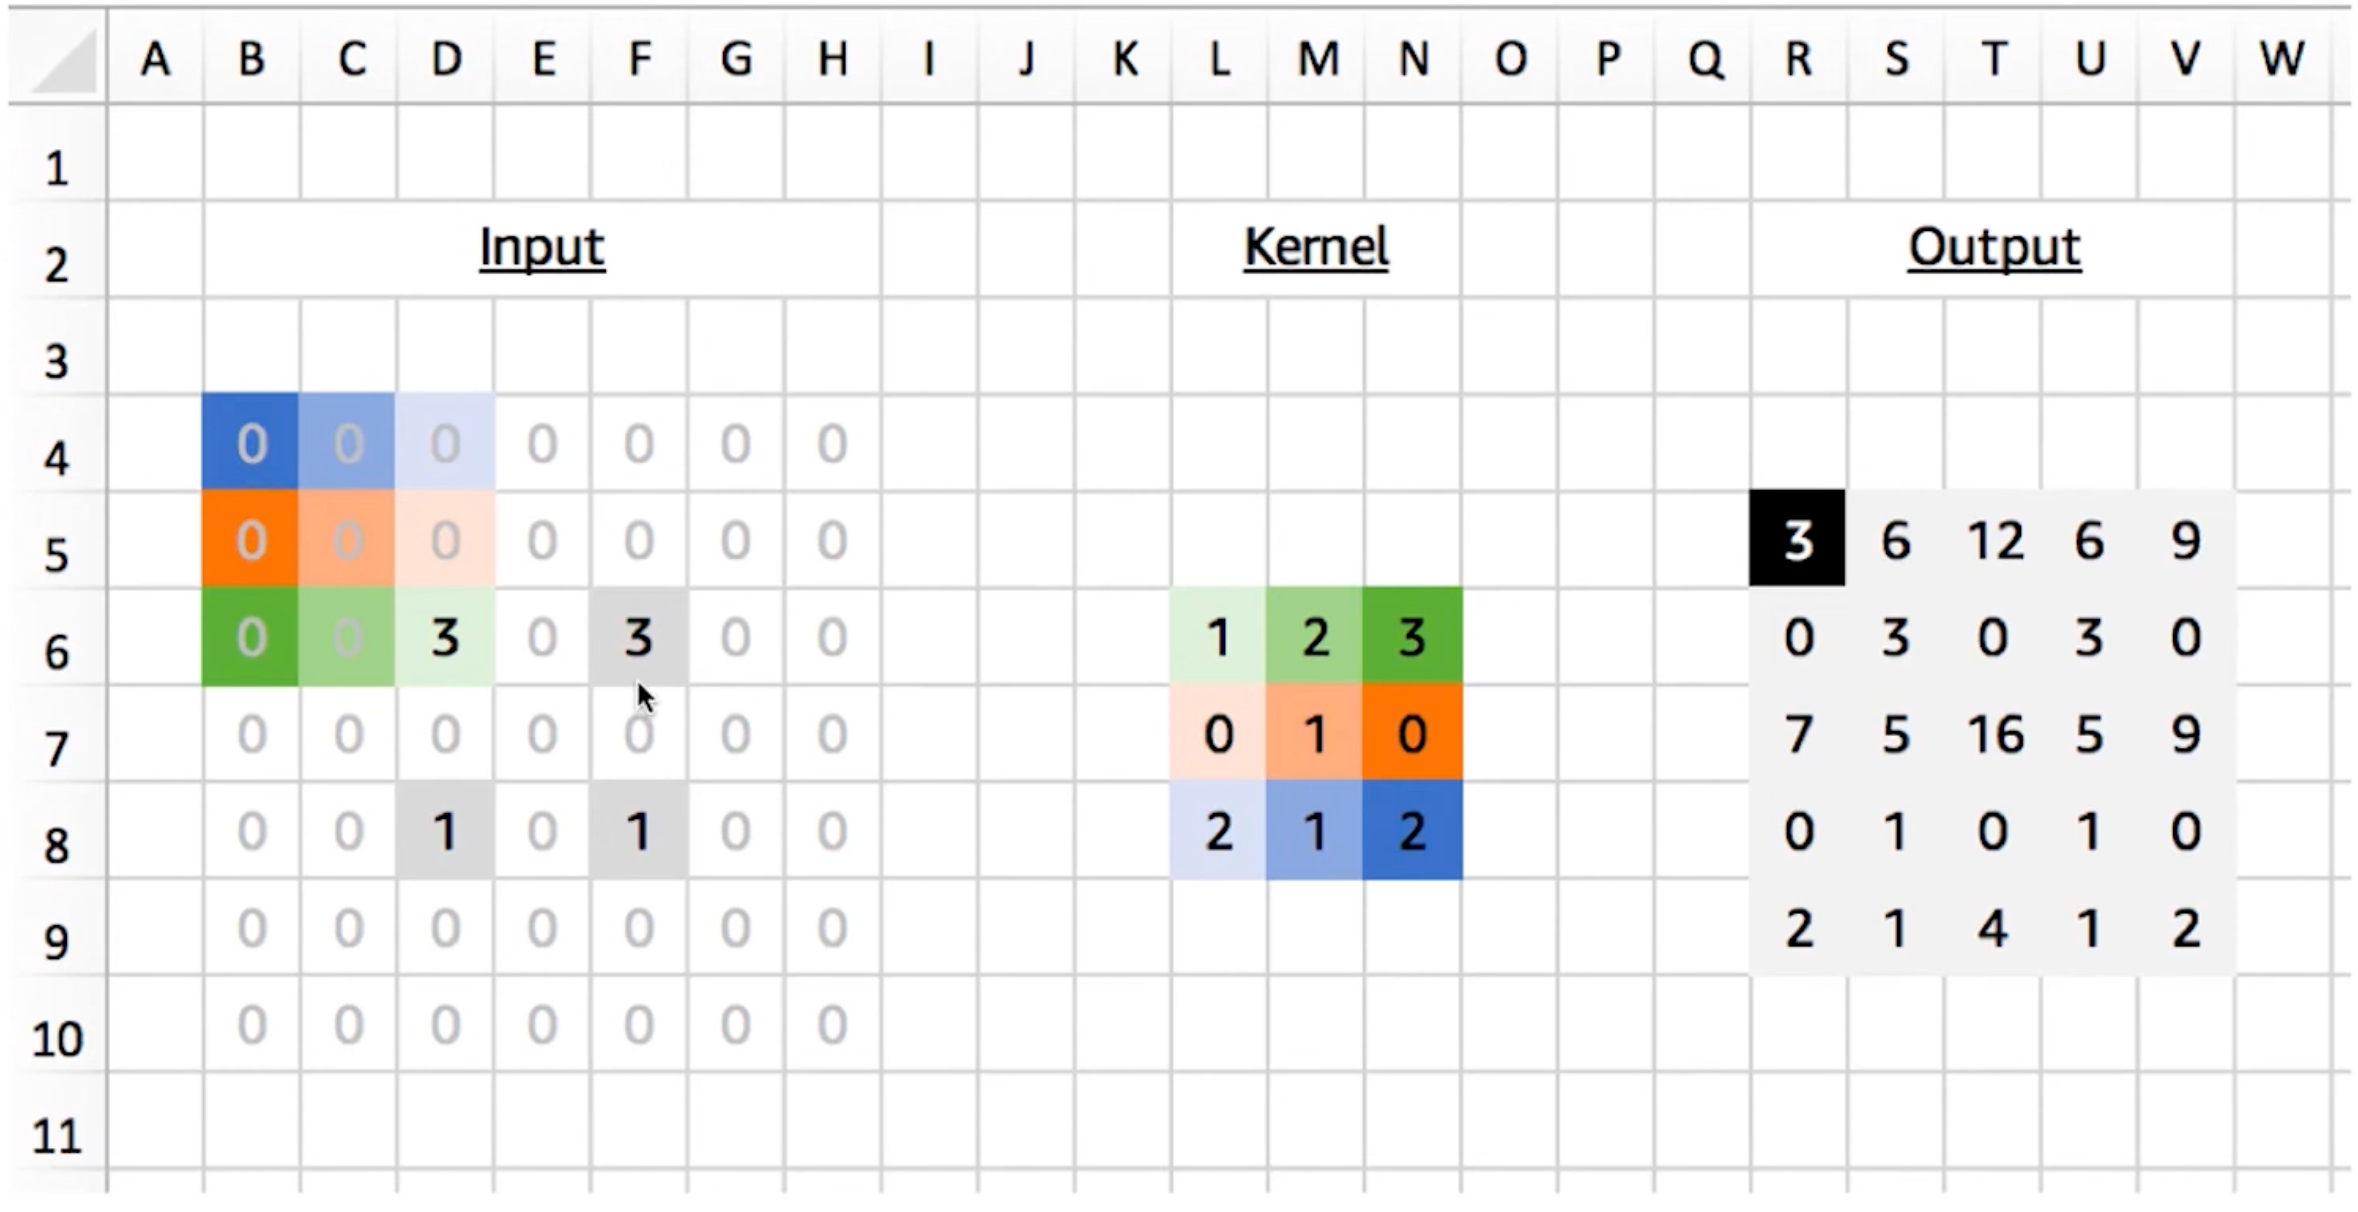 A B C D E F G H I J K L M N O P Q R S T U V W
1
2 Input Kernel Output
3
4 0 0 0 0 0 0 0
5 0 0 0 0 0 0 0 3 6 12 6 9
6 0 0 3 0 3 0 0 1 2 3 0 3 0 3 0
7 0 0 0 0 0 0 0 0 1 0 7 5 16 5 9
8 0 0 1 0 1 0 0 2 1 2 0 1 0 1 0
9 0 0 0 0 0 0 0 2 1 4 1 2
10 0 0 0 0 0 0 0
11